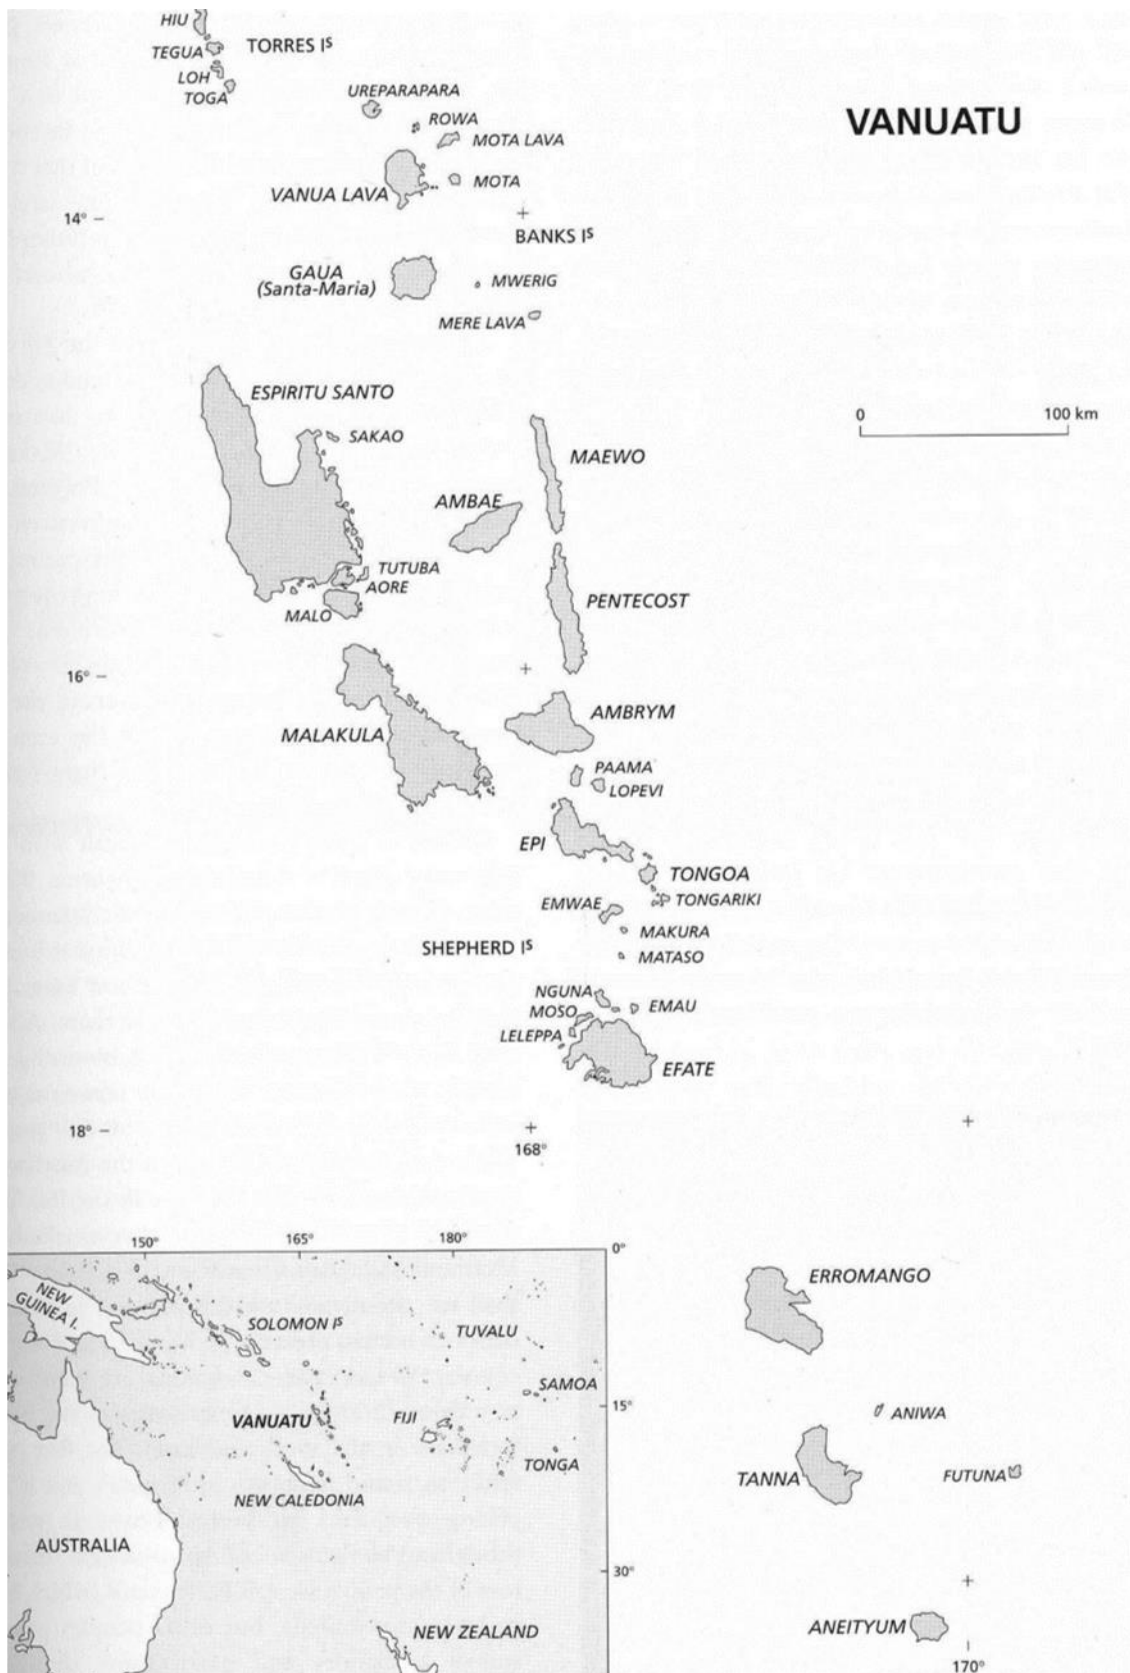 HIU
TEGUA
TORRES Is
LOH
TOGA
UREPARAPARA
ROWA
MOTA LAVA
VANUATU
VANUA LAVA
MOTA
14°
BANKS Is
GAUA
(Santa-Maria)
MWERIG
MERE LAVA
ESPIRITU SANTO
0 100 km
SAKAO
MAEWO
AMBAE
TUTUBA
AORE
MALO
PENTECOST
16°
AMBRYM
MALAKULA
PAAMA
LOPEVI
EPI
TONGOA
TONGARIKI
EMWAE
MAKURA
SHEPHERD Is
MATASO
NGUNA
MOSO
EMAU
LELEPPA
EFATE
18°
168°
150° 165° 180° 0°
NEW
GUINEA I.
SOLOMON Is
TUVALU
SAMOA
VANUATU
FIJI
15°
TONGA
NEW CALEDONIA
AUSTRALIA
30°
NEW ZEALAND
ERROMANGO
ANIWA
TANNA
FUTUNA
ANEITYUM
170°